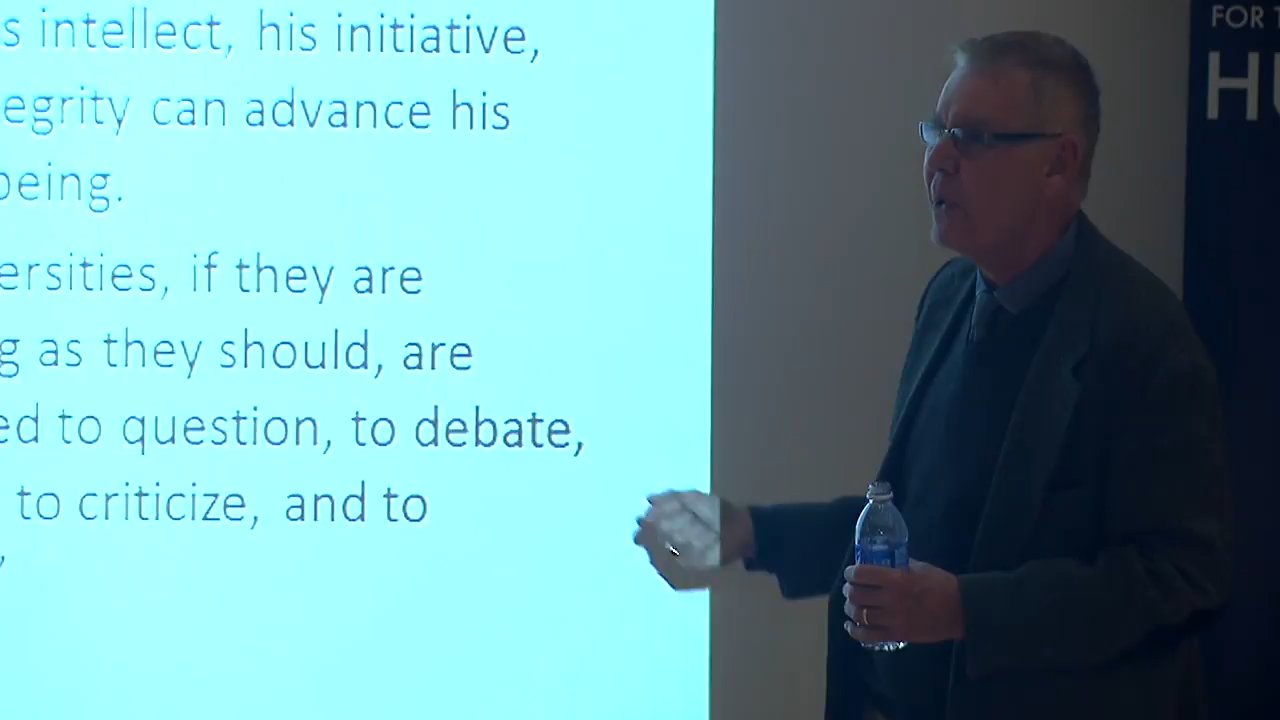 s intellect, his initiative,
egrity can advance his
being.
ersities, if they are
g as they should, are
ed to question, to debate,
to criticize, and to
FOR T
HU